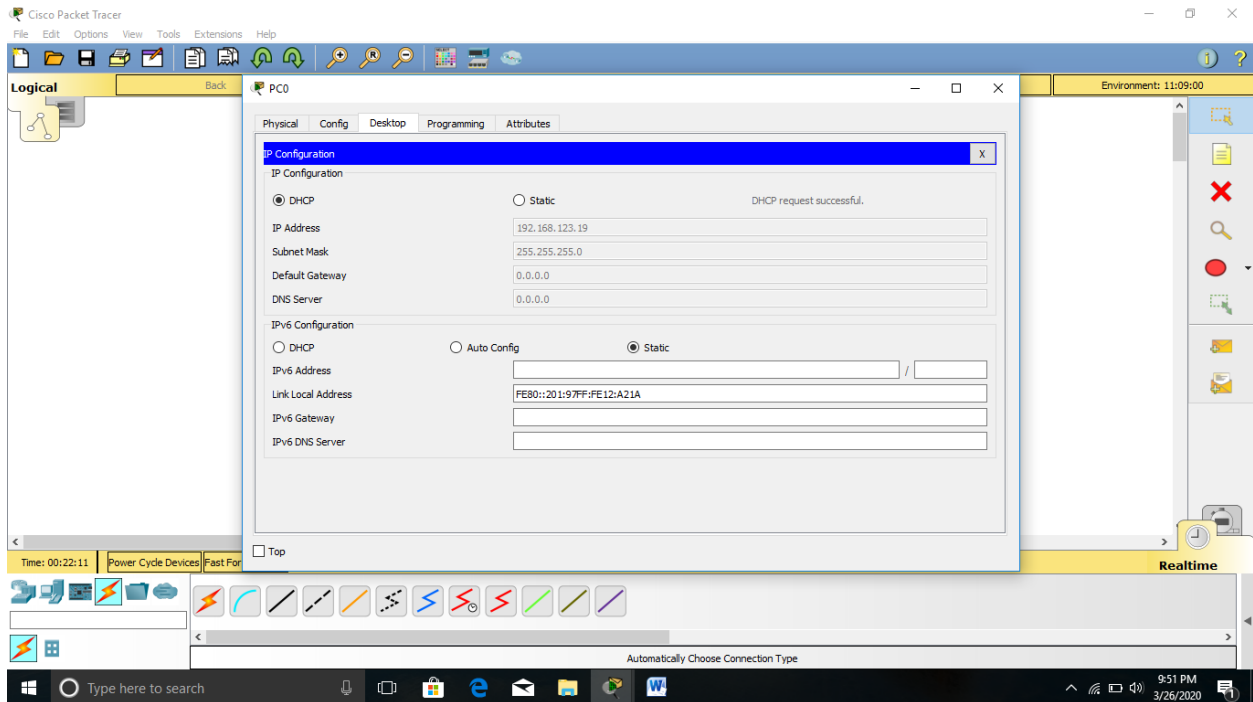 Cisco Packet Tracer
File Edit Options View Tools Extensions Help
Logical Back Environment: 11:09:00
PC0
Physical Config Desktop Programming Attributes
IP Configuration X
IP Configuration
DHCP Static DHCP request successful.
IP Address 192.168.123.19
Subnet Mask 255.255.255.0
Default Gateway 0.0.0.0
DNS Server 0.0.0.0
IPv6 Configuration
DHCP Auto Config Static
IPv6 Address /
Link Local Address FE80::201:97FF:FE12:A21A
IPv6 Gateway
IPv6 DNS Server
Top
Time: 00:22:11 Power Cycle Devices Fast For
Realtime
Automatically Choose Connection Type
Type here to search
9:51 PM
3/26/2020